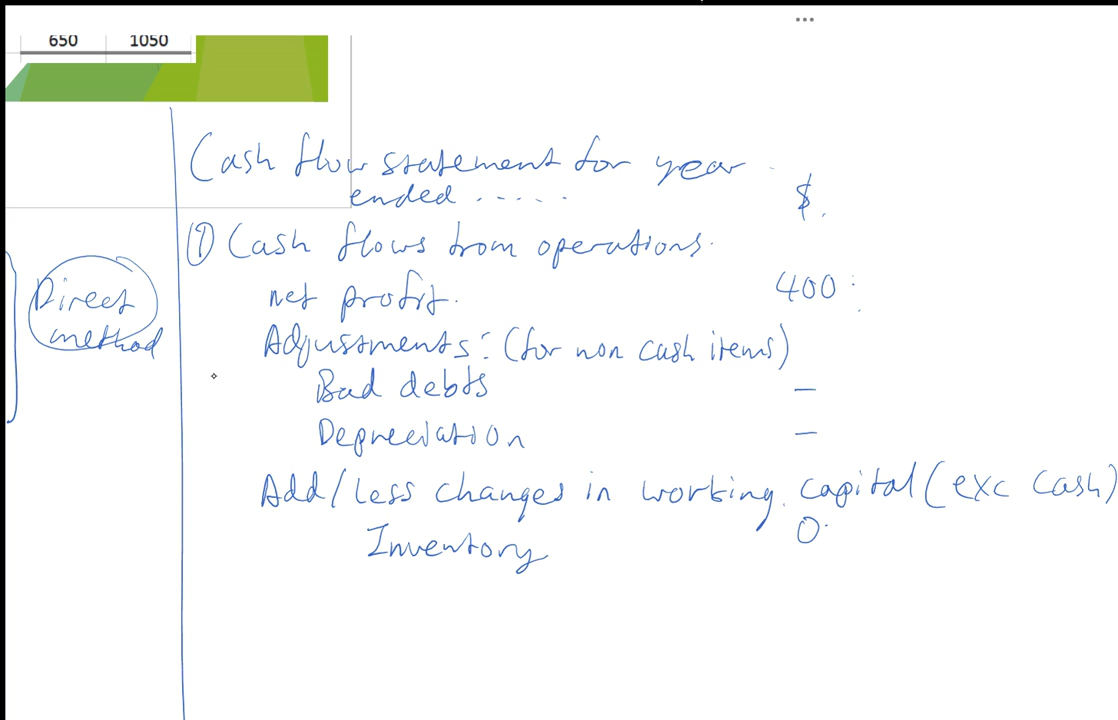 650 1050
Cash flow statement for year
ended .....
$
① Cash flows from operations.
Direct
method
net profit. 400
Adjustments: (for non cash items)
Bad debts –
Depreciation –
Add/less changes in working capital (exc cash)
Inventory 0